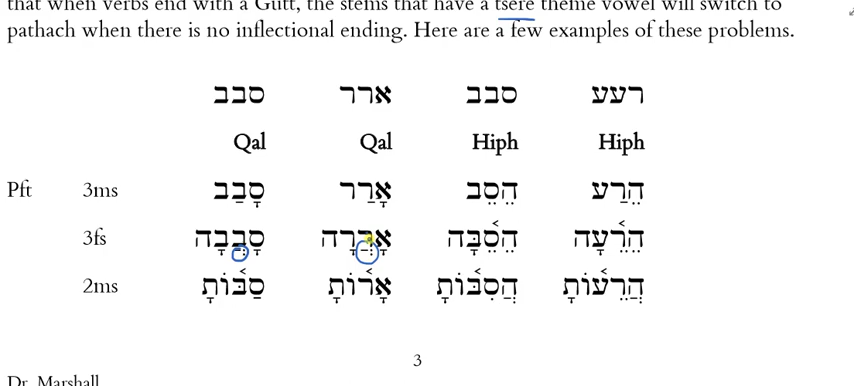 that when verbs end with a Gutt, the stems that have a tsere theme vowel will switch to
pathach when there is no inflectional ending. Here are a few examples of these problems.
סבב ארר סבב רעע
Qal Qal Hiph Hiph
Pft 3ms סָבַב אָרַר הֵסֵב הֵרַע
3fs סָבֲבָה אָרֲרָה הֵסֵ֫בָּה הֵרֵ֫עָה
2ms סַבּ֫וֹתָ אָר֫וֹתָ הֲסִבּ֫וֹתָ הֲרֵע֫וֹתָ
3
Dr. Marshall